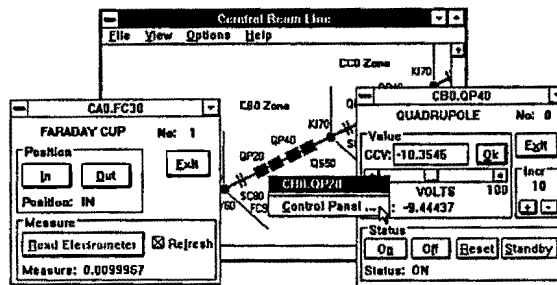 Central Beam Line
File View Options Help
CC0 Zone
KI70
CB0 Zone
KI70
QP40
QP20
QS50
SC80
CA0.FC30
FARADAY CUP No: 1
Position
In Out
Exit
Position: IN
Measure
Read Electrometer Refresh
Measure: 0.0099967
CB0.QP20
Control Panel ...
CB0.QP40
QUADRUPOLE No: 8
Value
CCV: -10.3545 Ok
Exit
VOLTS 100
: -9.44437
Incr
10
+ -
Status
On Off Reset Standby
Status: ON